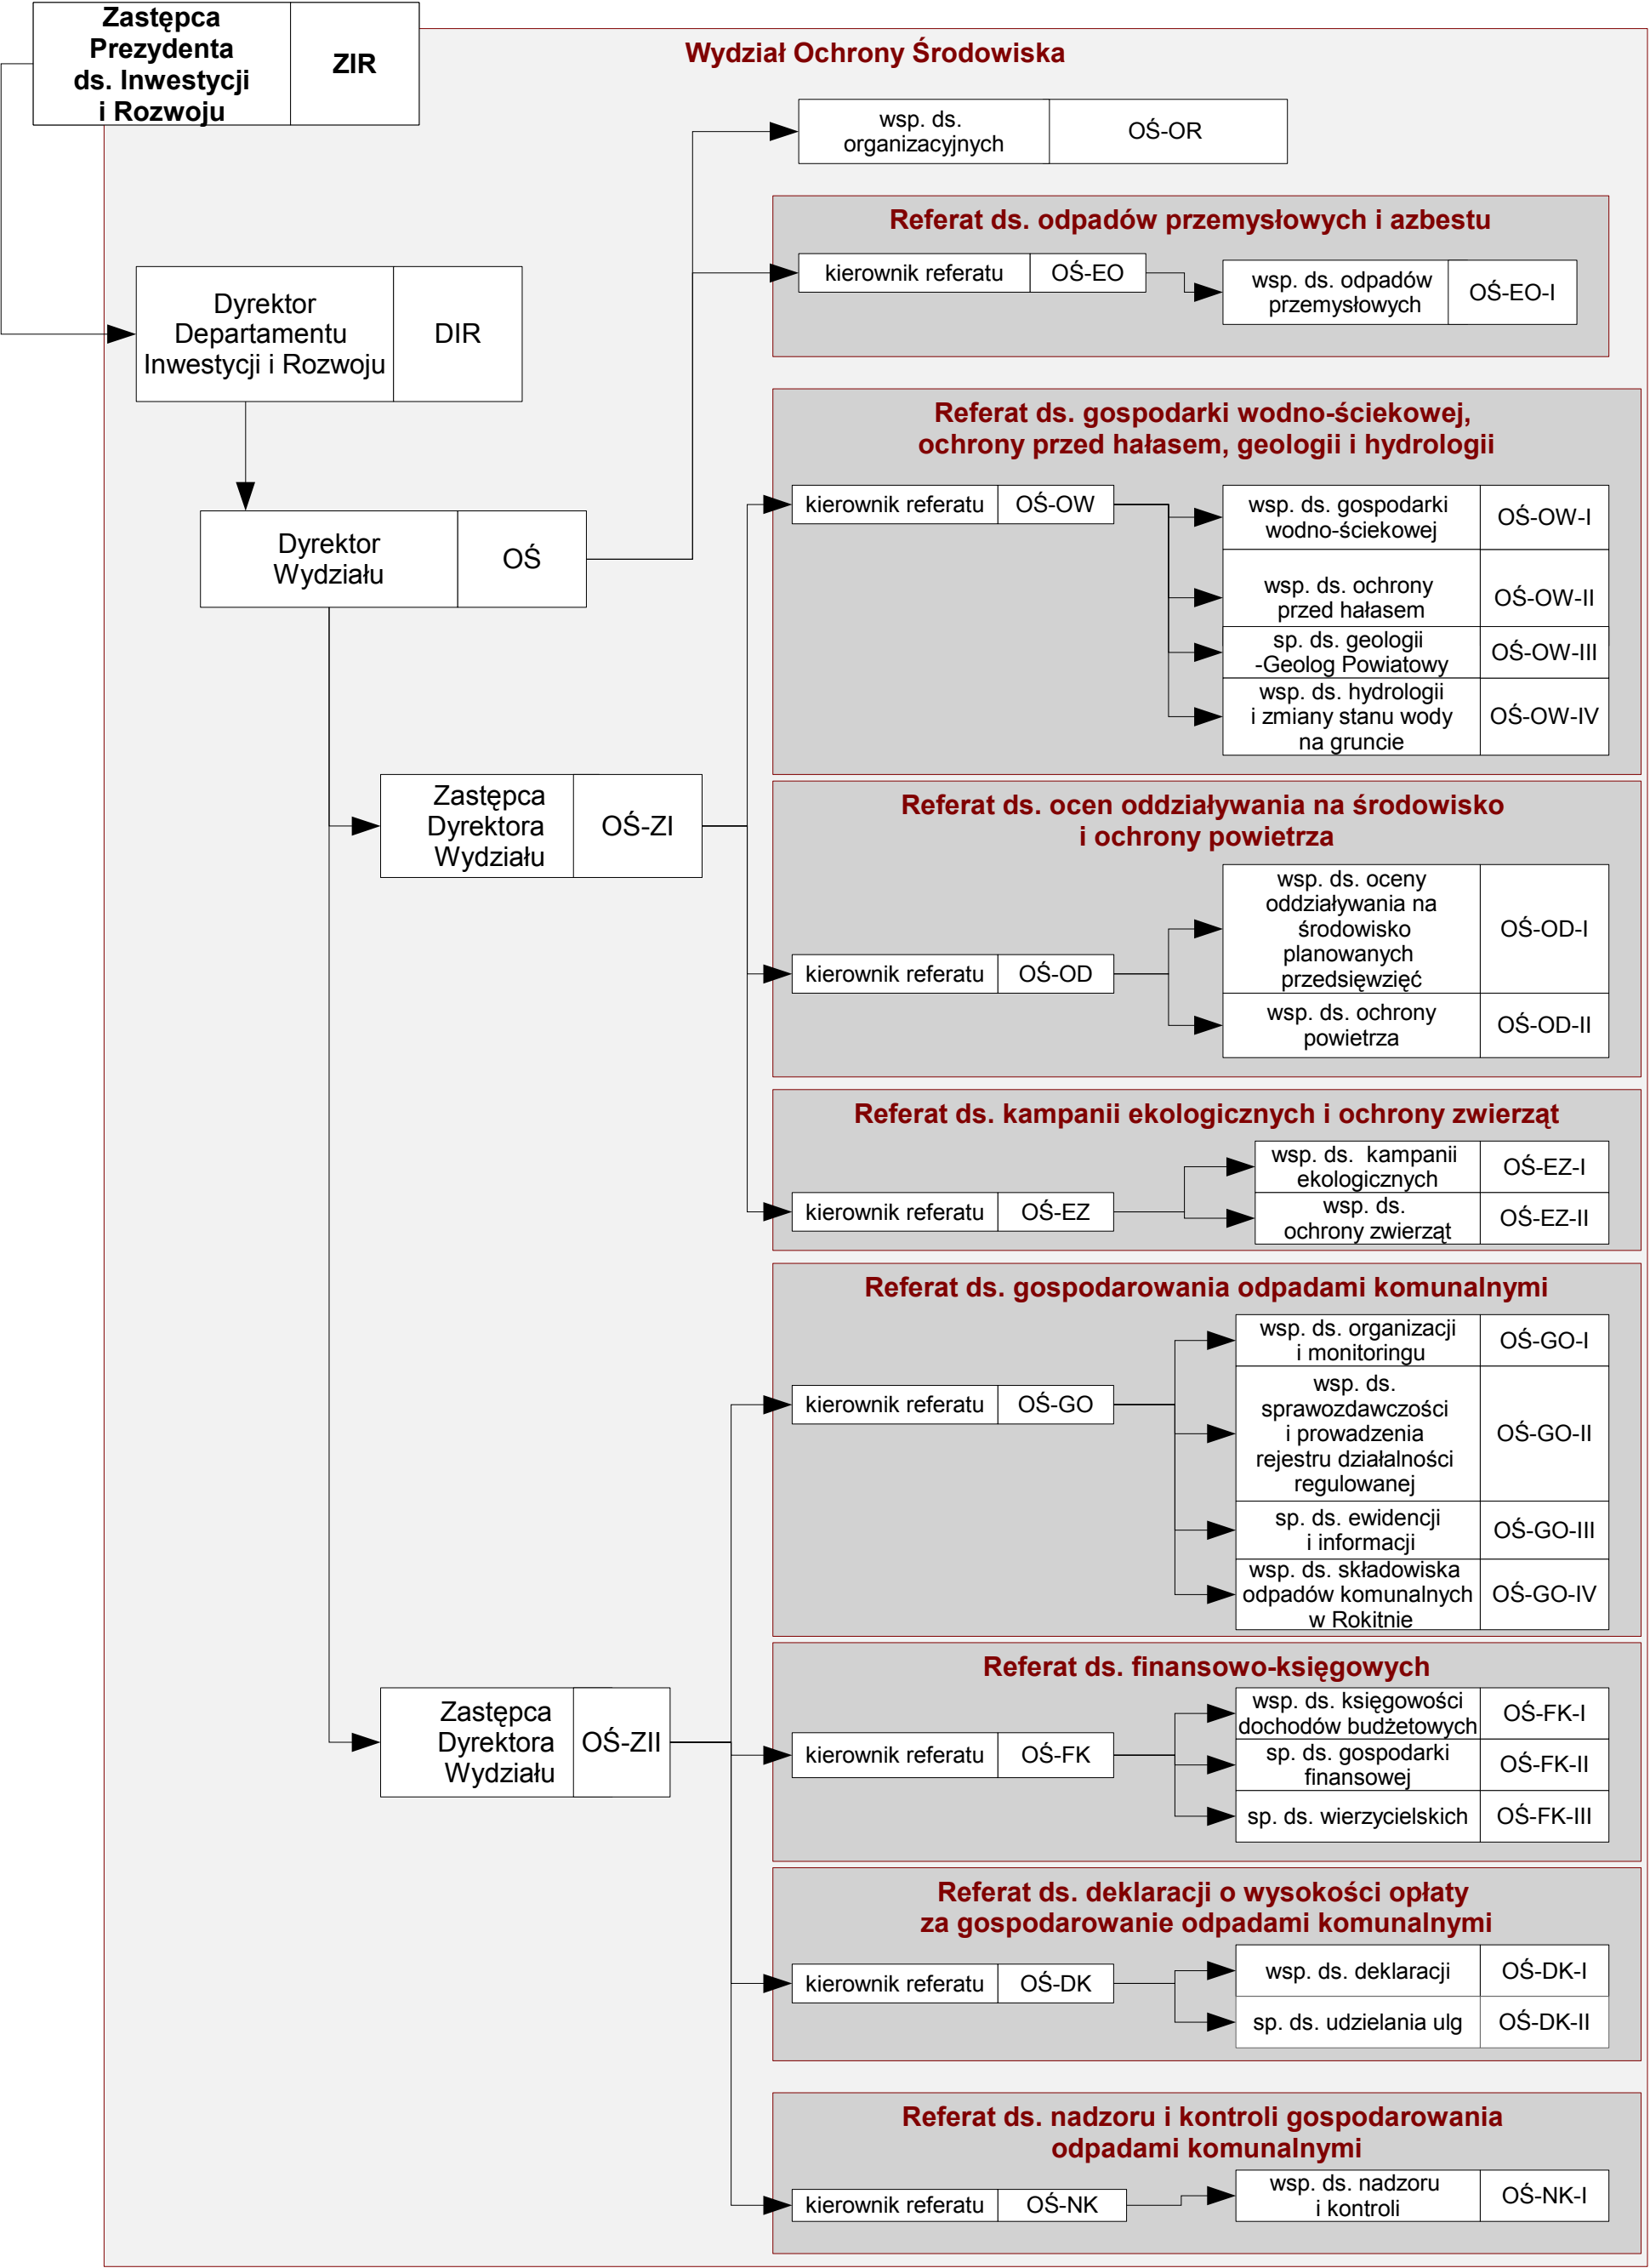 Zastępca
Prezydenta
ds. Inwestycji
i Rozwoju
ZIR
Wydział Ochrony Środowiska
wsp. ds.
organizacyjnych
OŚ-OR
Referat ds. odpadów przemysłowych i azbestu
kierownik referatu
OŚ-EO
wsp. ds. odpadów
przemysłowych
OŚ-EO-I
Dyrektor
Departamentu
Inwestycji i Rozwoju
DIR
Referat ds. gospodarki wodno-ściekowej,
ochrony przed hałasem, geologii i hydrologii
kierownik referatu
OŚ-OW
wsp. ds. gospodarki
wodno-ściekowej
OŚ-OW-I
wsp. ds. ochrony
przed hałasem
OŚ-OW-II
sp. ds. geologii
-Geolog Powiatowy
OŚ-OW-III
wsp. ds. hydrologii
i zmiany stanu wody
na gruncie
OŚ-OW-IV
Dyrektor
Wydziału
OŚ
Zastępca
Dyrektora
Wydziału
OŚ-ZI
Referat ds. ocen oddziaływania na środowisko
i ochrony powietrza
kierownik referatu
OŚ-OD
wsp. ds. oceny
oddziaływania na
środowisko
planowanych
przedsięwzięć
OŚ-OD-I
wsp. ds. ochrony
powietrza
OŚ-OD-II
Referat ds. kampanii ekologicznych i ochrony zwierząt
kierownik referatu
OŚ-EZ
wsp. ds. kampanii
ekologicznych
OŚ-EZ-I
wsp. ds.
ochrony zwierząt
OŚ-EZ-II
Referat ds. gospodarowania odpadami komunalnymi
kierownik referatu
OŚ-GO
wsp. ds. organizacji
i monitoringu
OŚ-GO-I
wsp. ds.
sprawozdawczości
i prowadzenia
rejestru działalności
regulowanej
OŚ-GO-II
sp. ds. ewidencji
i informacji
OŚ-GO-III
wsp. ds. składowiska
odpadów komunalnych
w Rokitnie
OŚ-GO-IV
Zastępca
Dyrektora
Wydziału
OŚ-ZII
Referat ds. finansowo-księgowych
kierownik referatu
OŚ-FK
wsp. ds. księgowości
dochodów budżetowych
OŚ-FK-I
sp. ds. gospodarki
finansowej
OŚ-FK-II
sp. ds. wierzycielskich
OŚ-FK-III
Referat ds. deklaracji o wysokości opłaty
za gospodarowanie odpadami komunalnymi
kierownik referatu
OŚ-DK
wsp. ds. deklaracji
OŚ-DK-I
sp. ds. udzielania ulg
OŚ-DK-II
Referat ds. nadzoru i kontroli gospodarowania
odpadami komunalnymi
kierownik referatu
OŚ-NK
wsp. ds. nadzoru
i kontroli
OŚ-NK-I